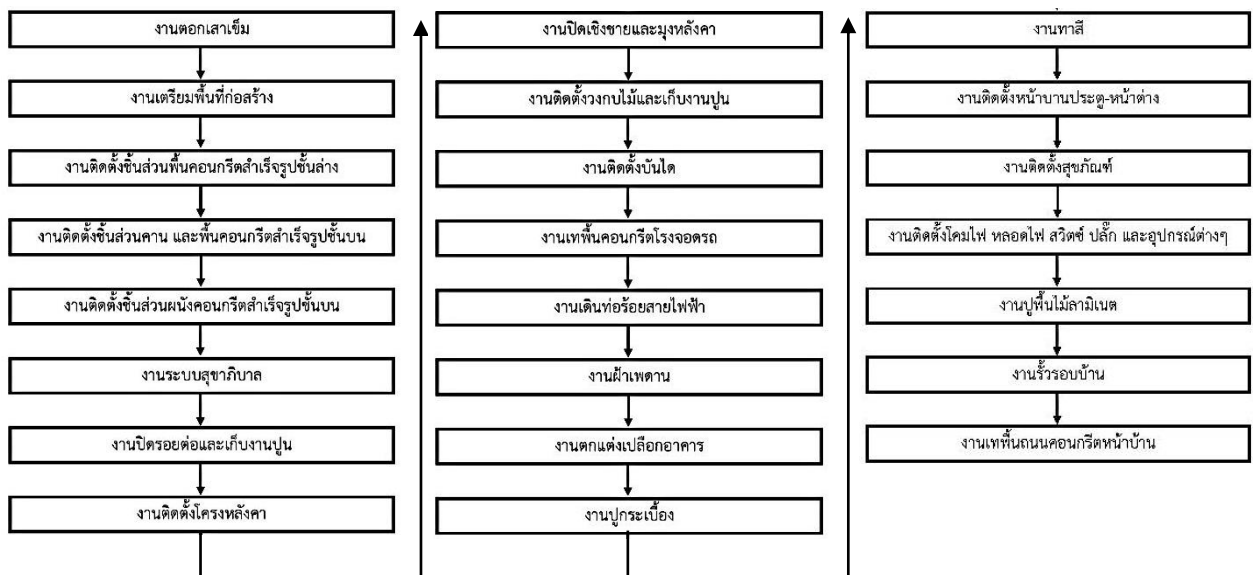 งานตอกเสาเข็ม
งานเตรียมพื้นที่ก่อสร้าง
งานติดตั้งชิ้นส่วนพื้นคอนกรีตสำเร็จรูปชั้นล่าง
งานติดตั้งชิ้นส่วนคาน และพื้นคอนกรีตสำเร็จรูปชั้นบน
งานติดตั้งชิ้นส่วนผนังคอนกรีตสำเร็จรูปชั้นบน
งานระบบสุขาภิบาล
งานปิดรอยต่อและเก็บงานปูน
งานติดตั้งโครงหลังคา
งานปิดเชิงชายและมุงหลังคา
งานติดตั้งวงกบไม้และเก็บงานปูน
งานติดตั้งบันได
งานเทพื้นคอนกรีตโรงจอดรถ
งานเดินท่อร้อยสายไฟฟ้า
งานฝ้าเพดาน
งานตกแต่งเปลือกอาคาร
งานปูกระเบื้อง
งานทาสี
งานติดตั้งหน้าบานประตู-หน้าต่าง
งานติดตั้งสุขภัณฑ์
งานติดตั้งโคมไฟ หลอดไฟ สวิตซ์ ปลั๊ก และอุปกรณ์ต่างๆ
งานปูพื้นไม้ลามิเนต
งานรั้วรอบบ้าน
งานเทพื้นถนนคอนกรีตหน้าบ้าน